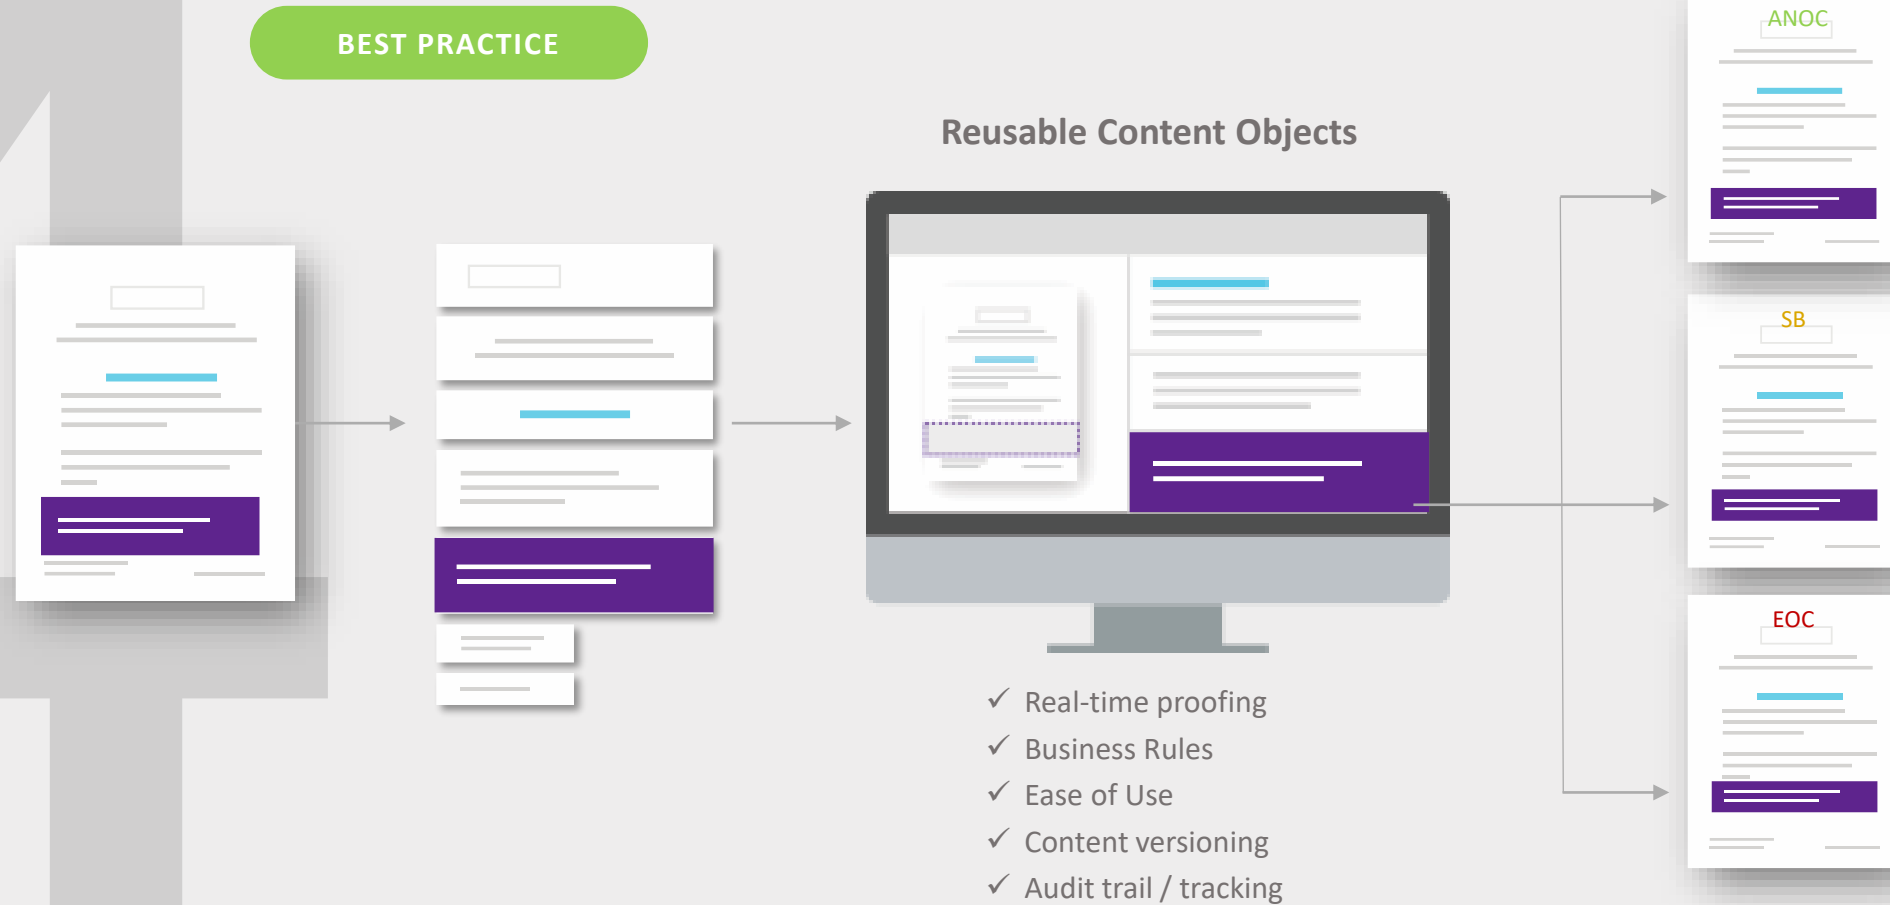 BEST PRACTICE
Reusable Content Objects
✓ Real-time proofing
✓ Business Rules
✓ Ease of Use
✓ Content versioning
✓ Audit trail / tracking
ANOC
SB
EOC